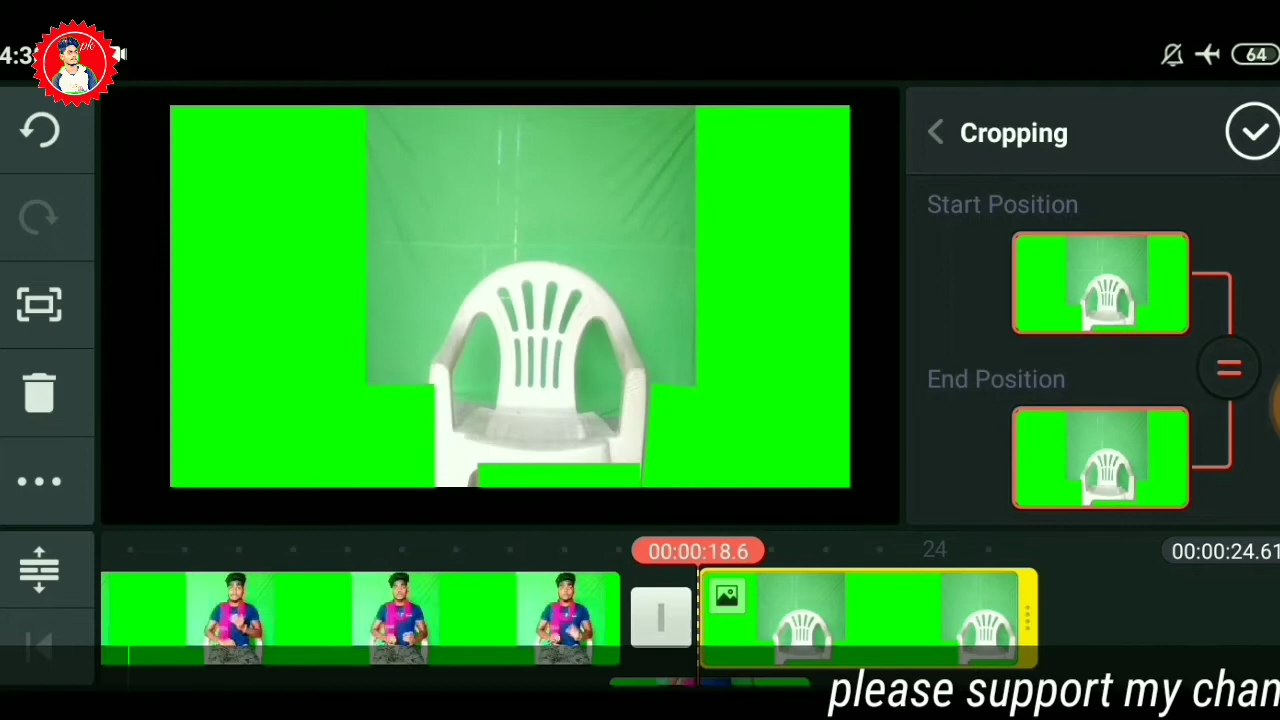 4:3
pk
64
Cropping
Start Position
End Position
00:00:18.6
24
00:00:24.61
please support my chan